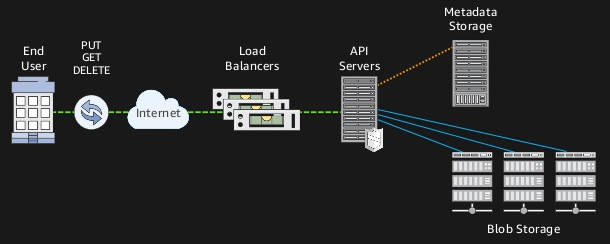 Metadata
Storage
End
User
PUT
GET
DELETE
Load
Balancers
API
Servers
Internet
Blob Storage